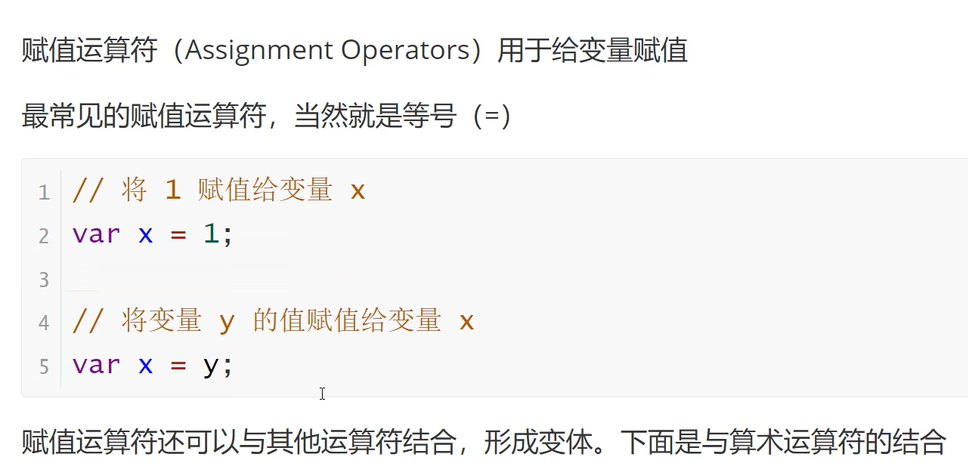 赋值运算符（Assignment Operators）用于给变量赋值
最常见的赋值运算符，当然就是等号（=）
1 // 将 1 赋值给变量 x
2 var x = 1;
3
4 // 将变量 y 的值赋值给变量 x
5 var x = y;
赋值运算符还可以与其他运算符结合，形成变体。下面是与算术运算符的结合